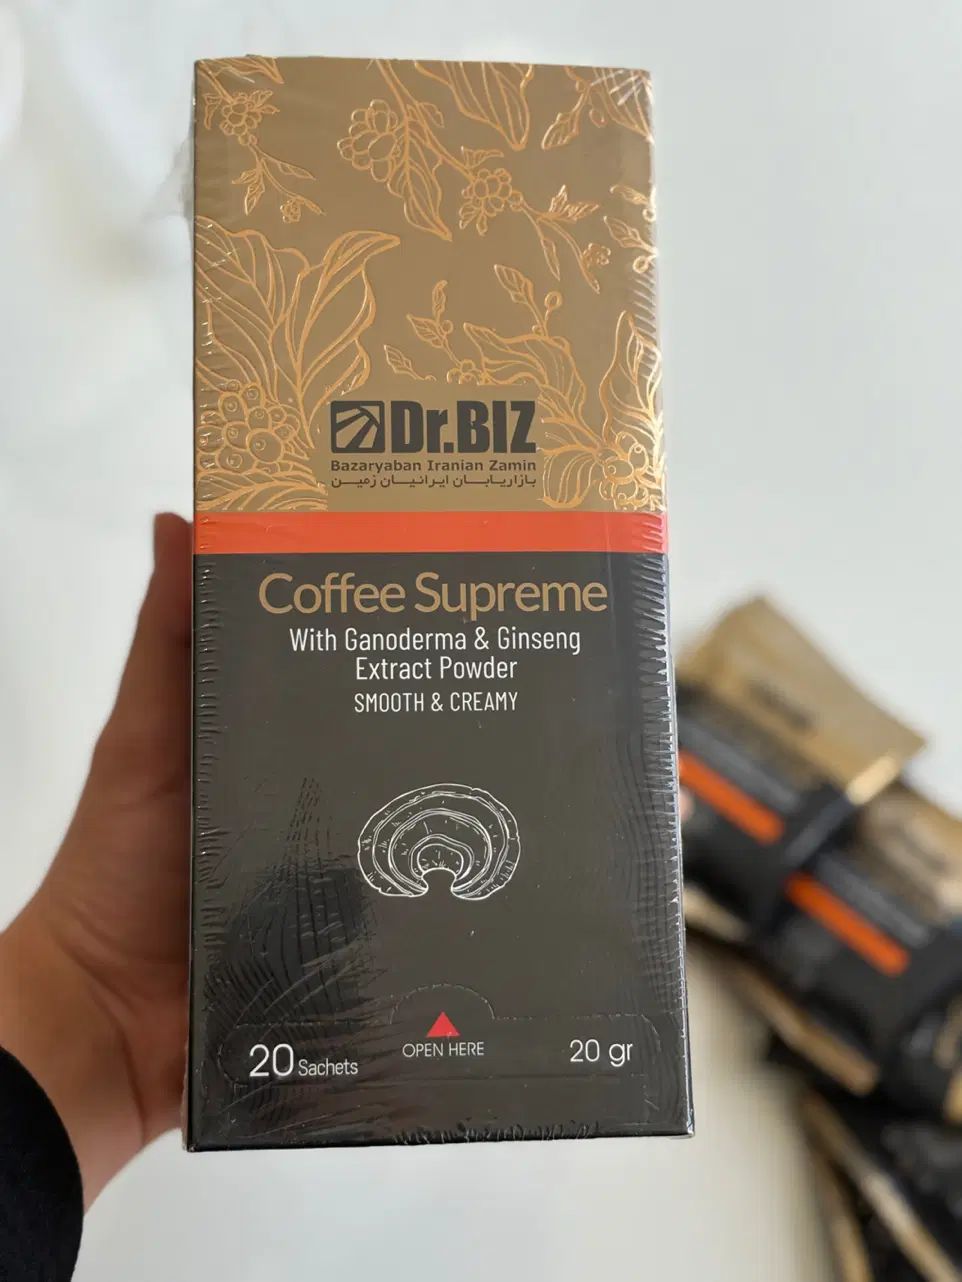 Dr.BIZ
Bazaryaban Iranian Zamin
بازاریابان ایرانیان زمین
Coffee Supreme
With Ganoderma & Ginseng
Extract Powder
SMOOTH & CREAMY
OPEN HERE
20 Sachets
20 gr